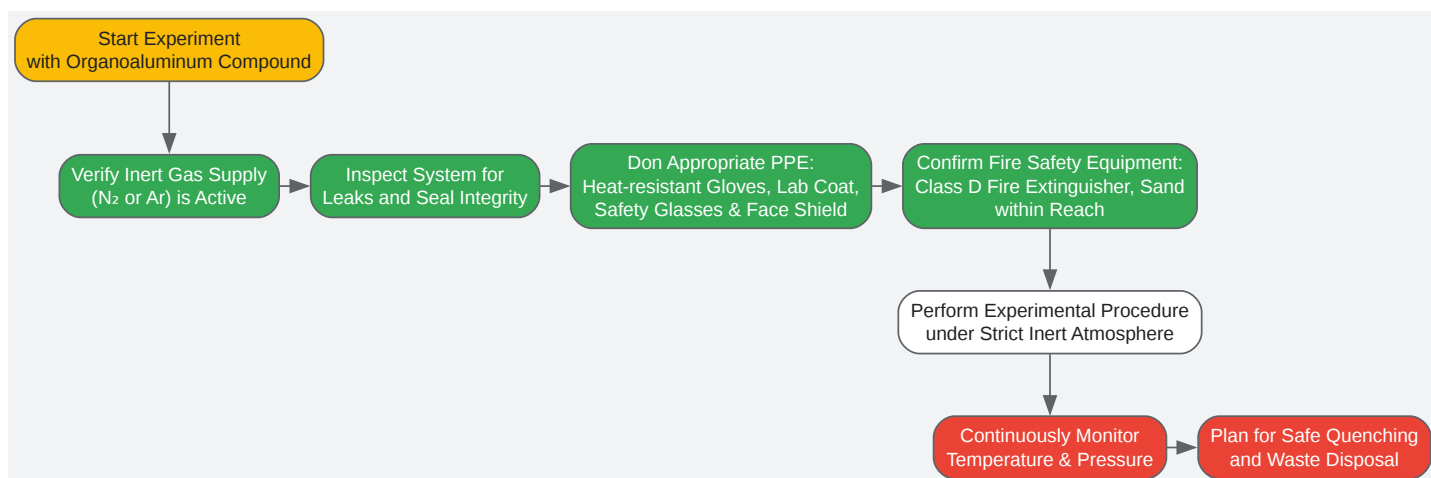 Start Experiment
with Organoaluminum Compound
Verify Inert Gas Supply
(N₂ or Ar) is Active
Inspect System for
Leaks and Seal Integrity
Don Appropriate PPE:
Heat-resistant Gloves, Lab Coat,
Safety Glasses & Face Shield
Confirm Fire Safety Equipment:
Class D Fire Extinguisher, Sand
within Reach
Perform Experimental Procedure
under Strict Inert Atmosphere
Continuously Monitor
Temperature & Pressure
Plan for Safe Quenching
and Waste Disposal